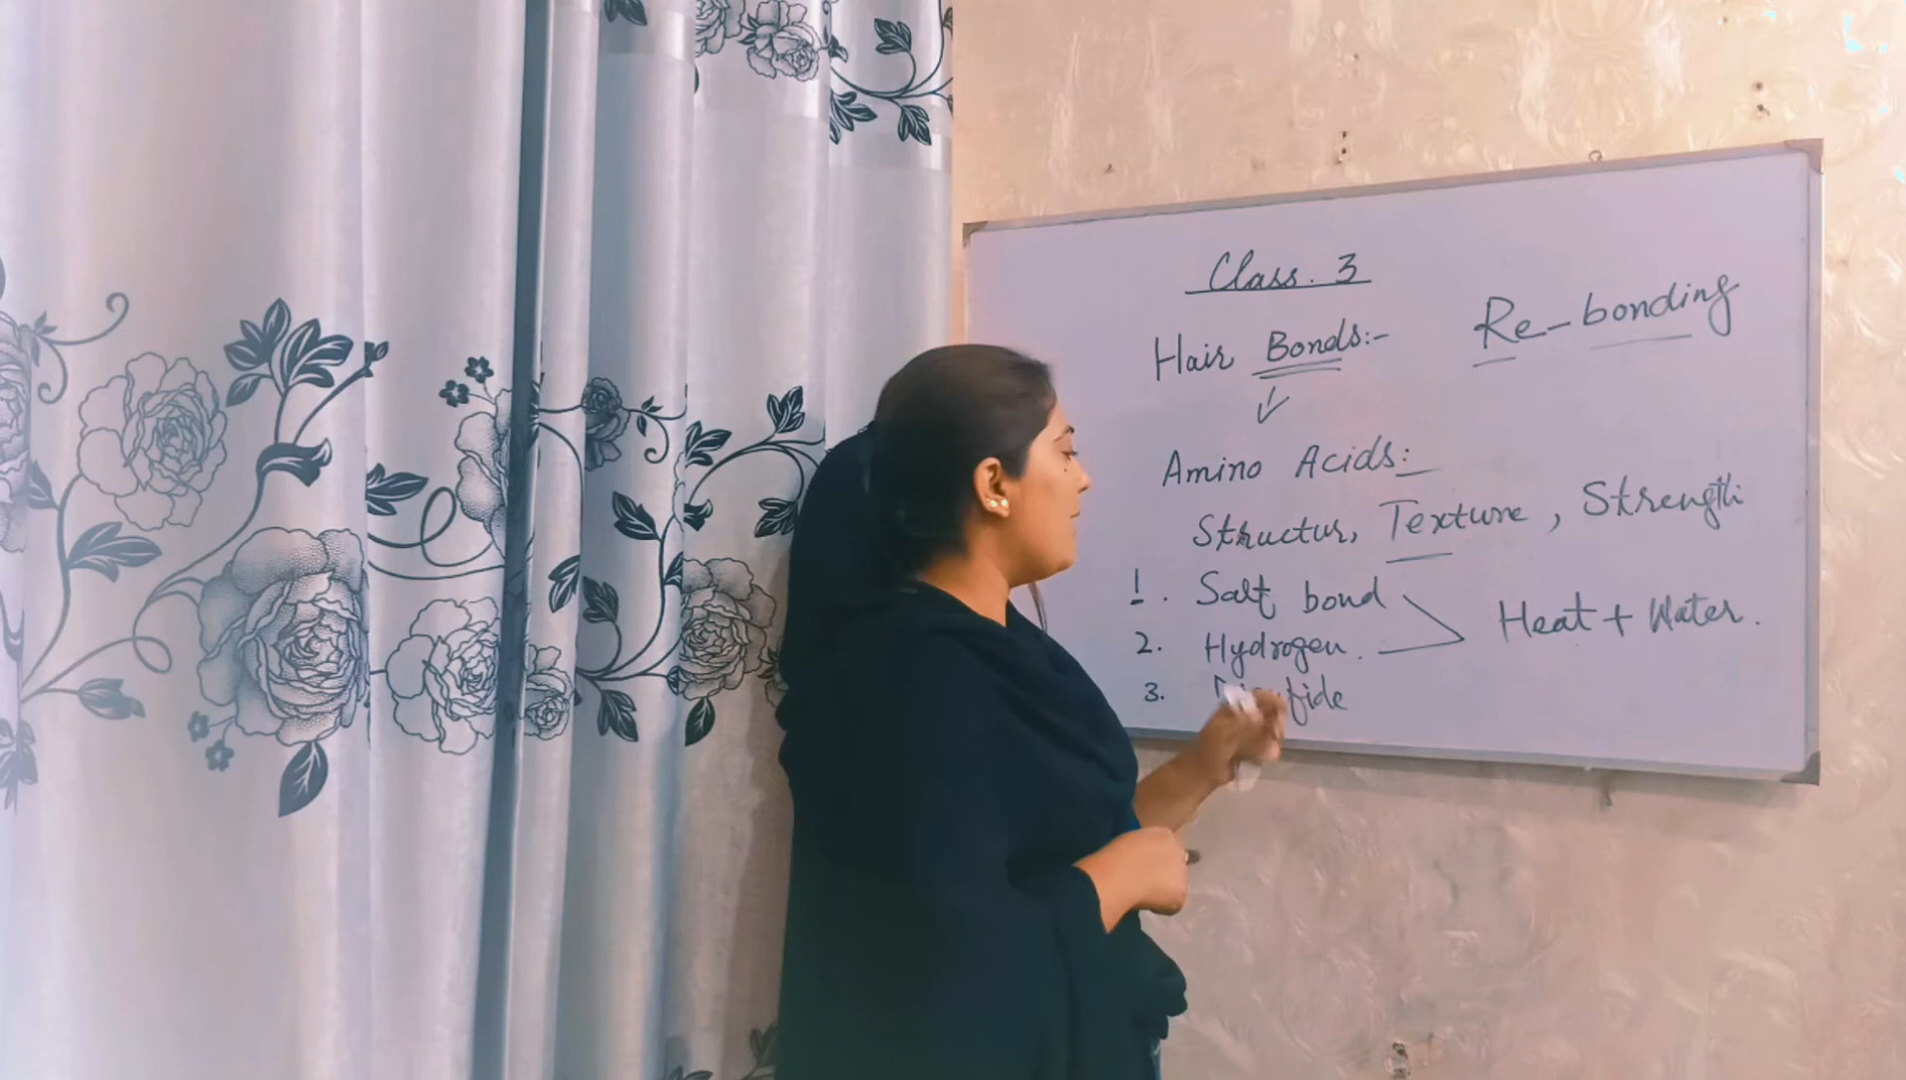 Class. 3
Hair Bonds:- Re-bonding
Amino Acids:
Structur, Texture, Strength
1. Salt bond
2. Hydrogen. Heat + Water.
3.